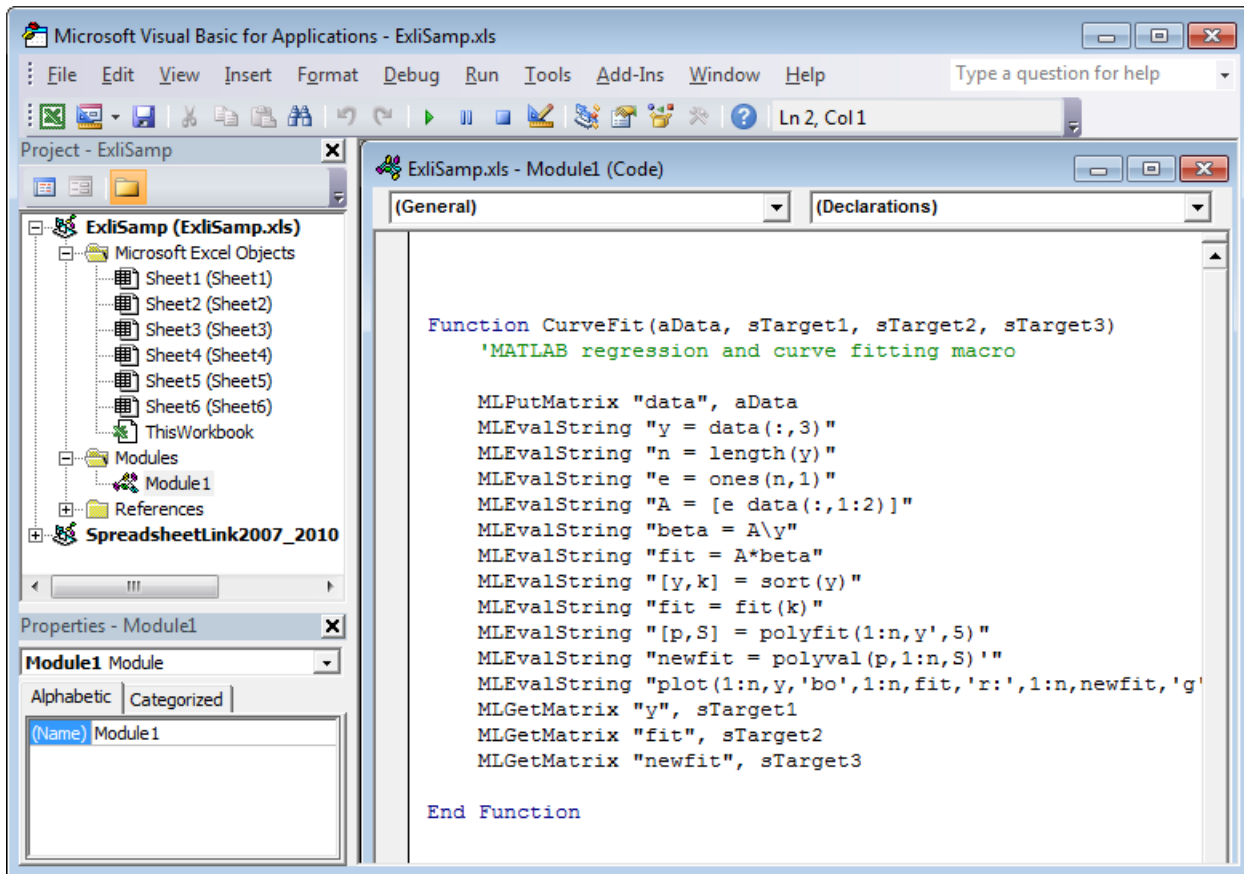 Microsoft Visual Basic for Applications - ExliSamp.xls
File Edit View Insert Format Debug Run Tools Add-Ins Window Help Type a question for help
Ln 2, Col 1
Project - ExliSamp
ExliSamp (ExliSamp.xls)
Microsoft Excel Objects
Sheet1 (Sheet1)
Sheet2 (Sheet2)
Sheet3 (Sheet3)
Sheet4 (Sheet4)
Sheet5 (Sheet5)
Sheet6 (Sheet6)
ThisWorkbook
Modules
Module1
References
SpreadsheetLink2007_2010
Properties - Module1
Module1 Module
Alphabetic Categorized
(Name) Module1
ExliSamp.xls - Module1 (Code)
(General) (Declarations)
Function CurveFit(aData, sTarget1, sTarget2, sTarget3)
'MATLAB regression and curve fitting macro
MLPutMatrix "data", aData
MLEvalString "y = data(:,3)"
MLEvalString "n = length(y)"
MLEvalString "e = ones(n,1)"
MLEvalString "A = [e data(:,1:2)]"
MLEvalString "beta = A\y"
MLEvalString "fit = A*beta"
MLEvalString "[y,k] = sort(y)"
MLEvalString "fit = fit(k)"
MLEvalString "[p,S] = polyfit(1:n,y',5)"
MLEvalString "newfit = polyval(p,1:n,S)'"
MLEvalString "plot(1:n,y,'bo',1:n,fit,'r:',1:n,newfit,'g'
MLGetMatrix "y", sTarget1
MLGetMatrix "fit", sTarget2
MLGetMatrix "newfit", sTarget3
End Function